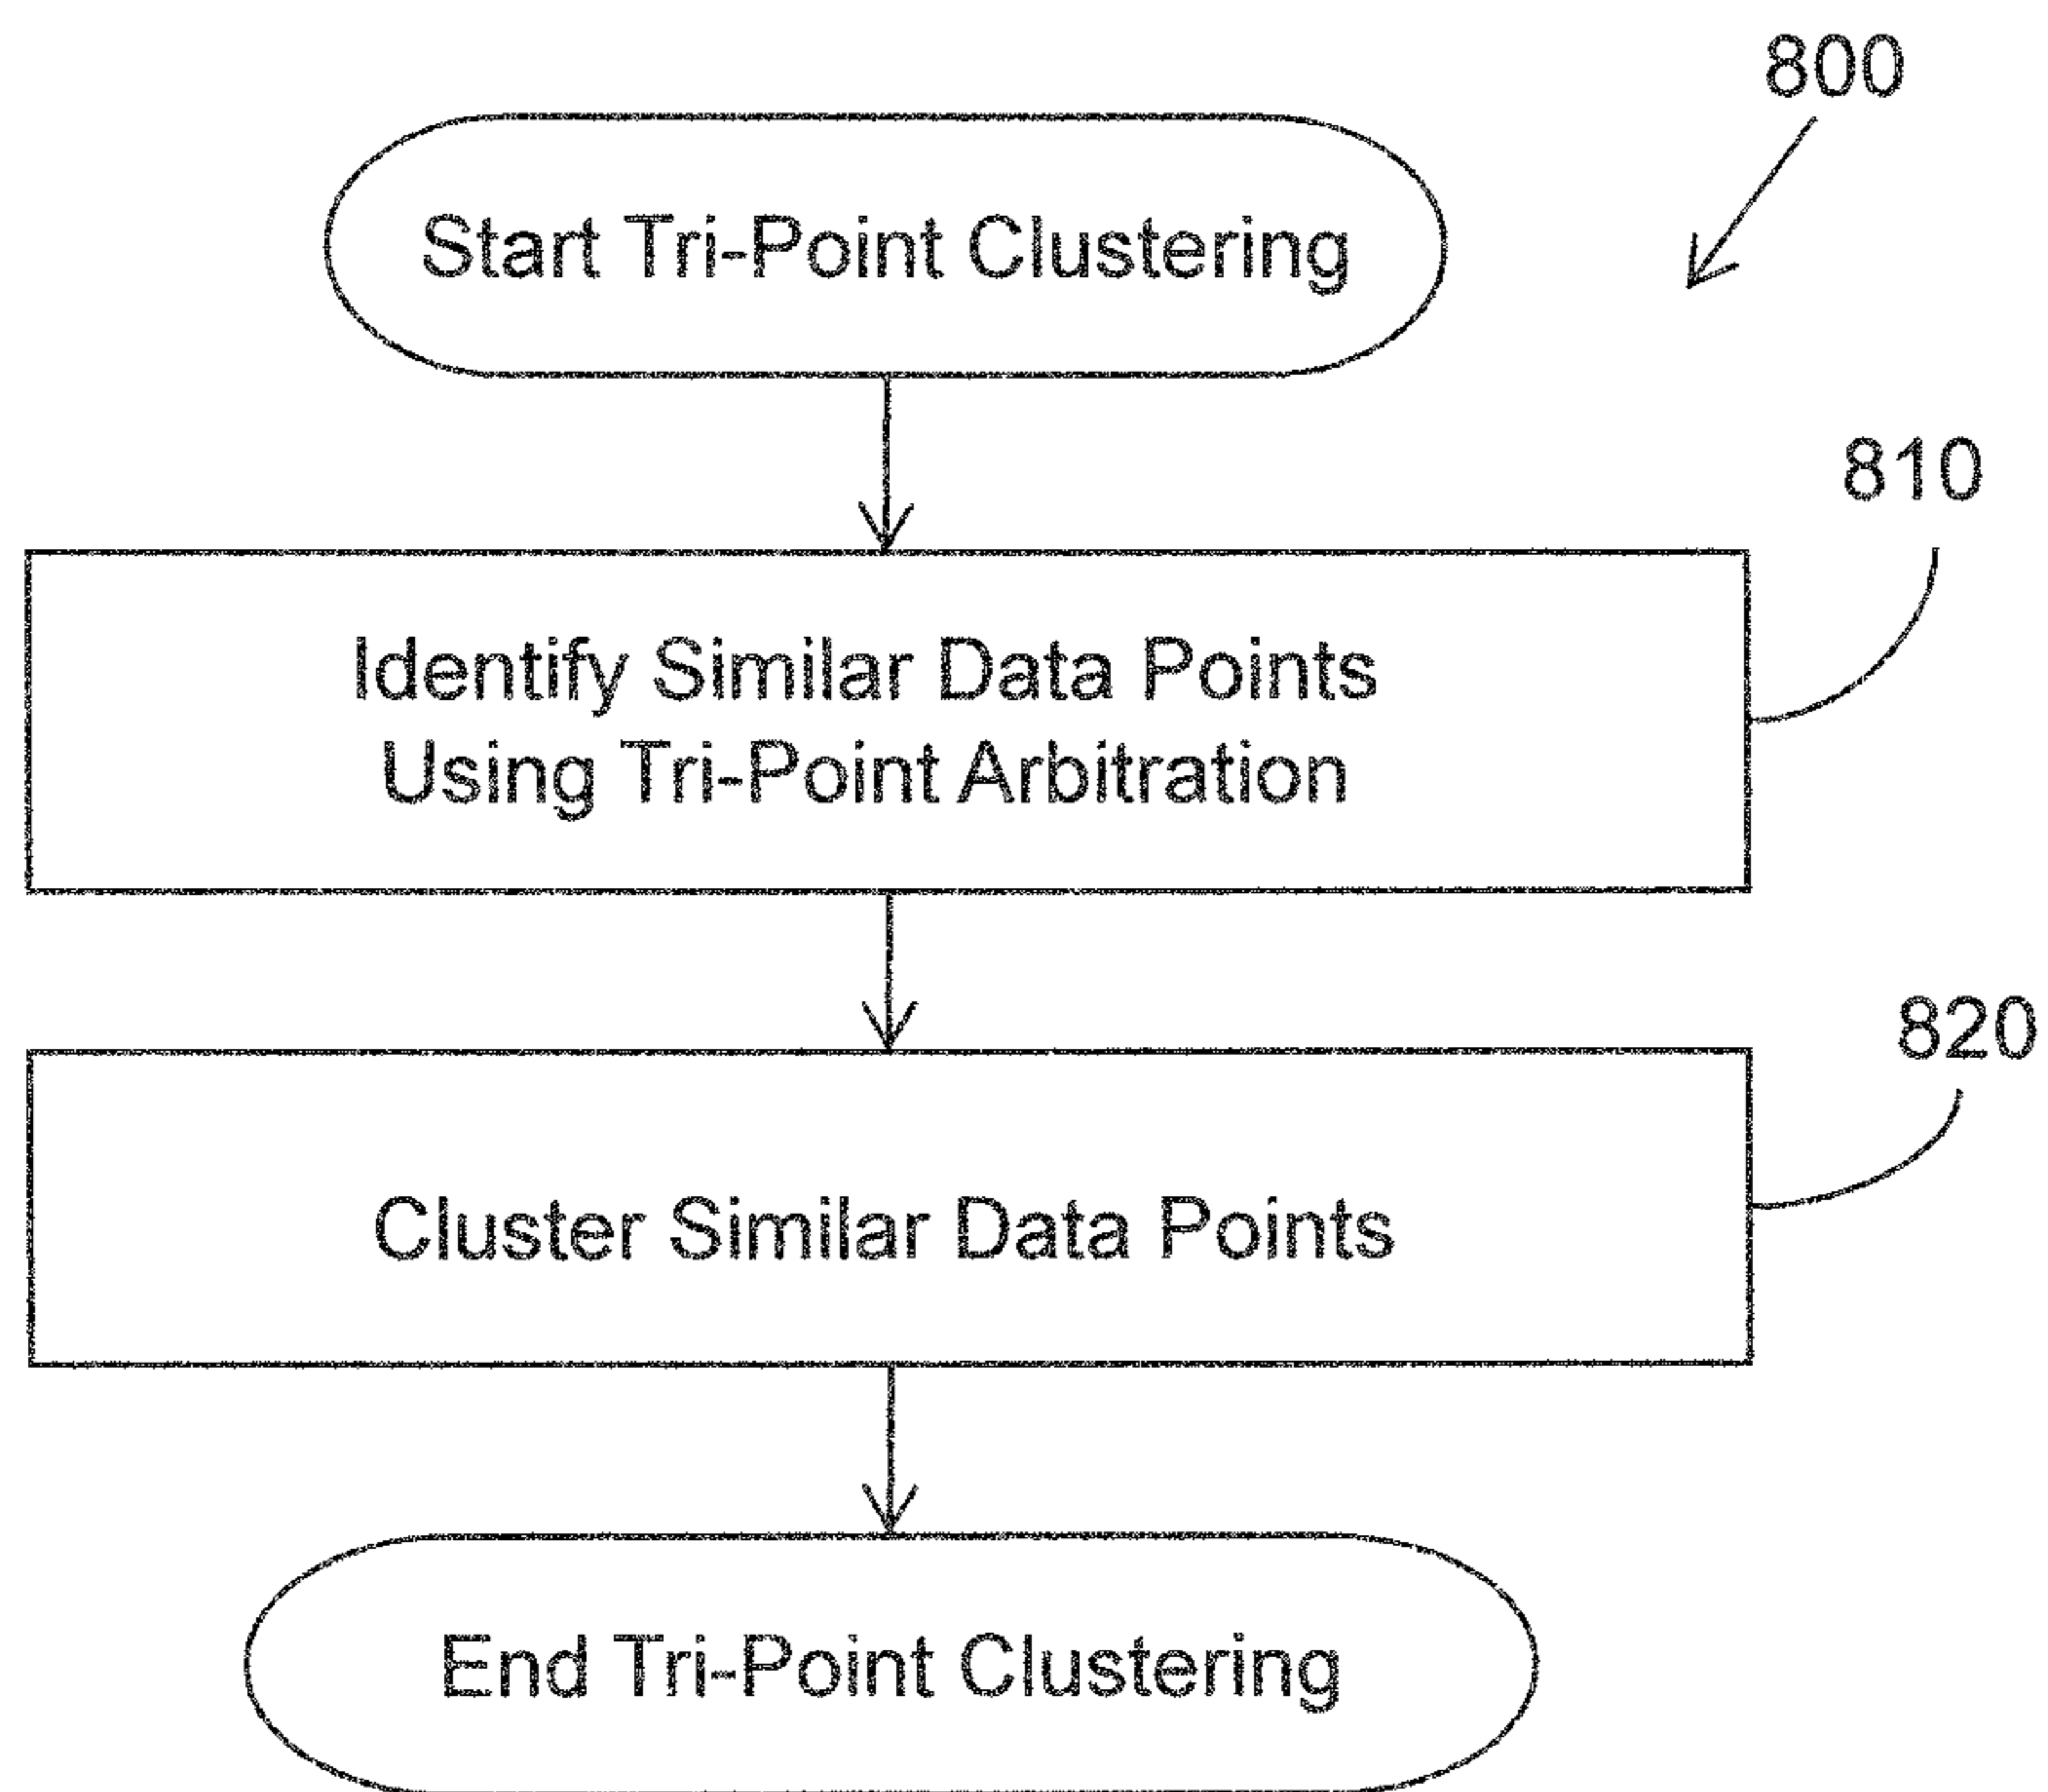 800
Start Tri-Point Clustering
810
Identify Similar Data Points
Using Tri-Point Arbitration
820
Cluster Similar Data Points
End Tri-Point Clustering